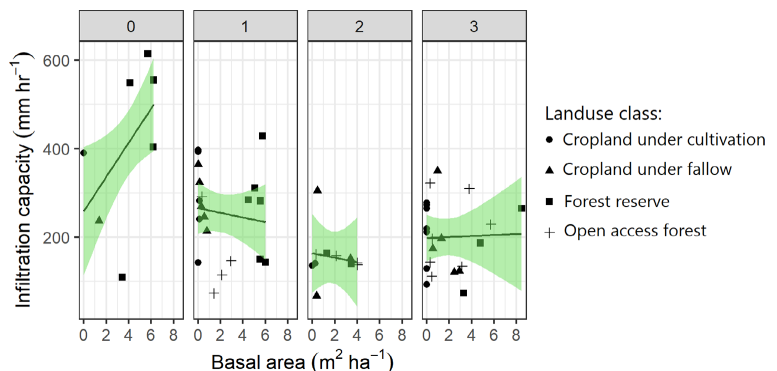 0 1 2 3
600
400
200
Infiltration capacity (mm hr⁻¹)
0 2 4 6 8 0 2 4 6 8 0 2 4 6 8 0 2 4 6 8
Basal area (m² ha⁻¹)
Landuse class:
Cropland under cultivation
Cropland under fallow
Forest reserve
Open access forest